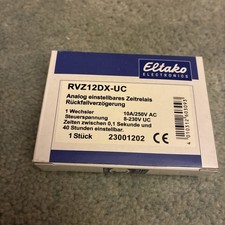 Eltako
ELECTRONICS
RVZ12DX-UC
Analog einstellbares Zeitrelais
Rückfallverzögerung
1 Wechsler 10A/250V AC
Steuerspannung 8-230V UC
Zeiten zwischen 0,1 Sekunde und
40 Stunden einstellbar.
1 Stück 23001202